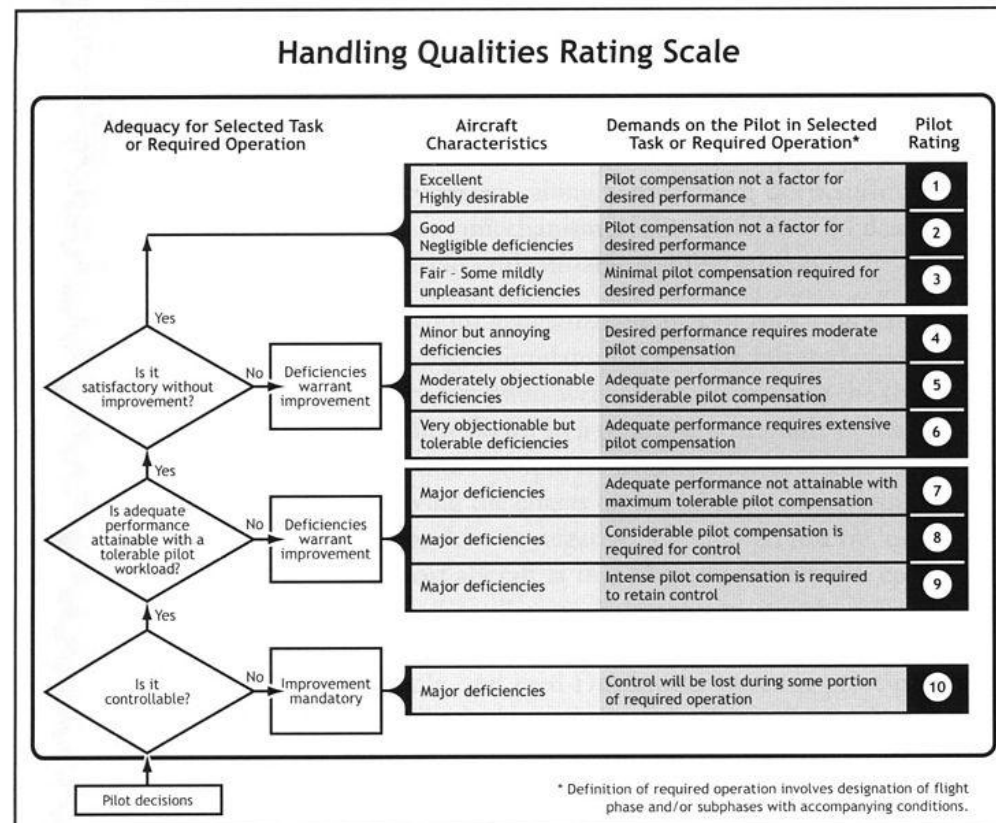 Handling Qualities Rating Scale
Adequacy for Selected Task
or Required Operation
Aircraft
Characteristics
Demands on the Pilot in Selected
Task or Required Operation*
Pilot
Rating
Excellent
Highly desirable
Pilot compensation not a factor for
desired performance
1
Good
Negligible deficiencies
Pilot compensation not a factor for
desired performance
2
Fair – Some mildly
unpleasant deficiencies
Minimal pilot compensation required for
desired performance
3
Yes
Is it
satisfactory without
improvement?
No
Deficiencies
warrant
improvement
Minor but annoying
deficiencies
Desired performance requires moderate
pilot compensation
4
Moderately objectionable
deficiencies
Adequate performance requires
considerable pilot compensation
5
Very objectionable but
tolerable deficiencies
Adequate performance requires extensive
pilot compensation
6
Yes
Is adequate
performance
attainable with a
tolerable pilot
workload?
No
Deficiencies
warrant
improvement
Major deficiencies
Adequate performance not attainable with
maximum tolerable pilot compensation
7
Major deficiencies
Considerable pilot compensation is
required for control
8
Major deficiencies
Intense pilot compensation is required
to retain control
9
Yes
Is it
controllable?
No
Improvement
mandatory
Major deficiencies
Control will be lost during some portion
of required operation
10
Pilot decisions
* Definition of required operation involves designation of flight
phase and/or subphases with accompanying conditions.